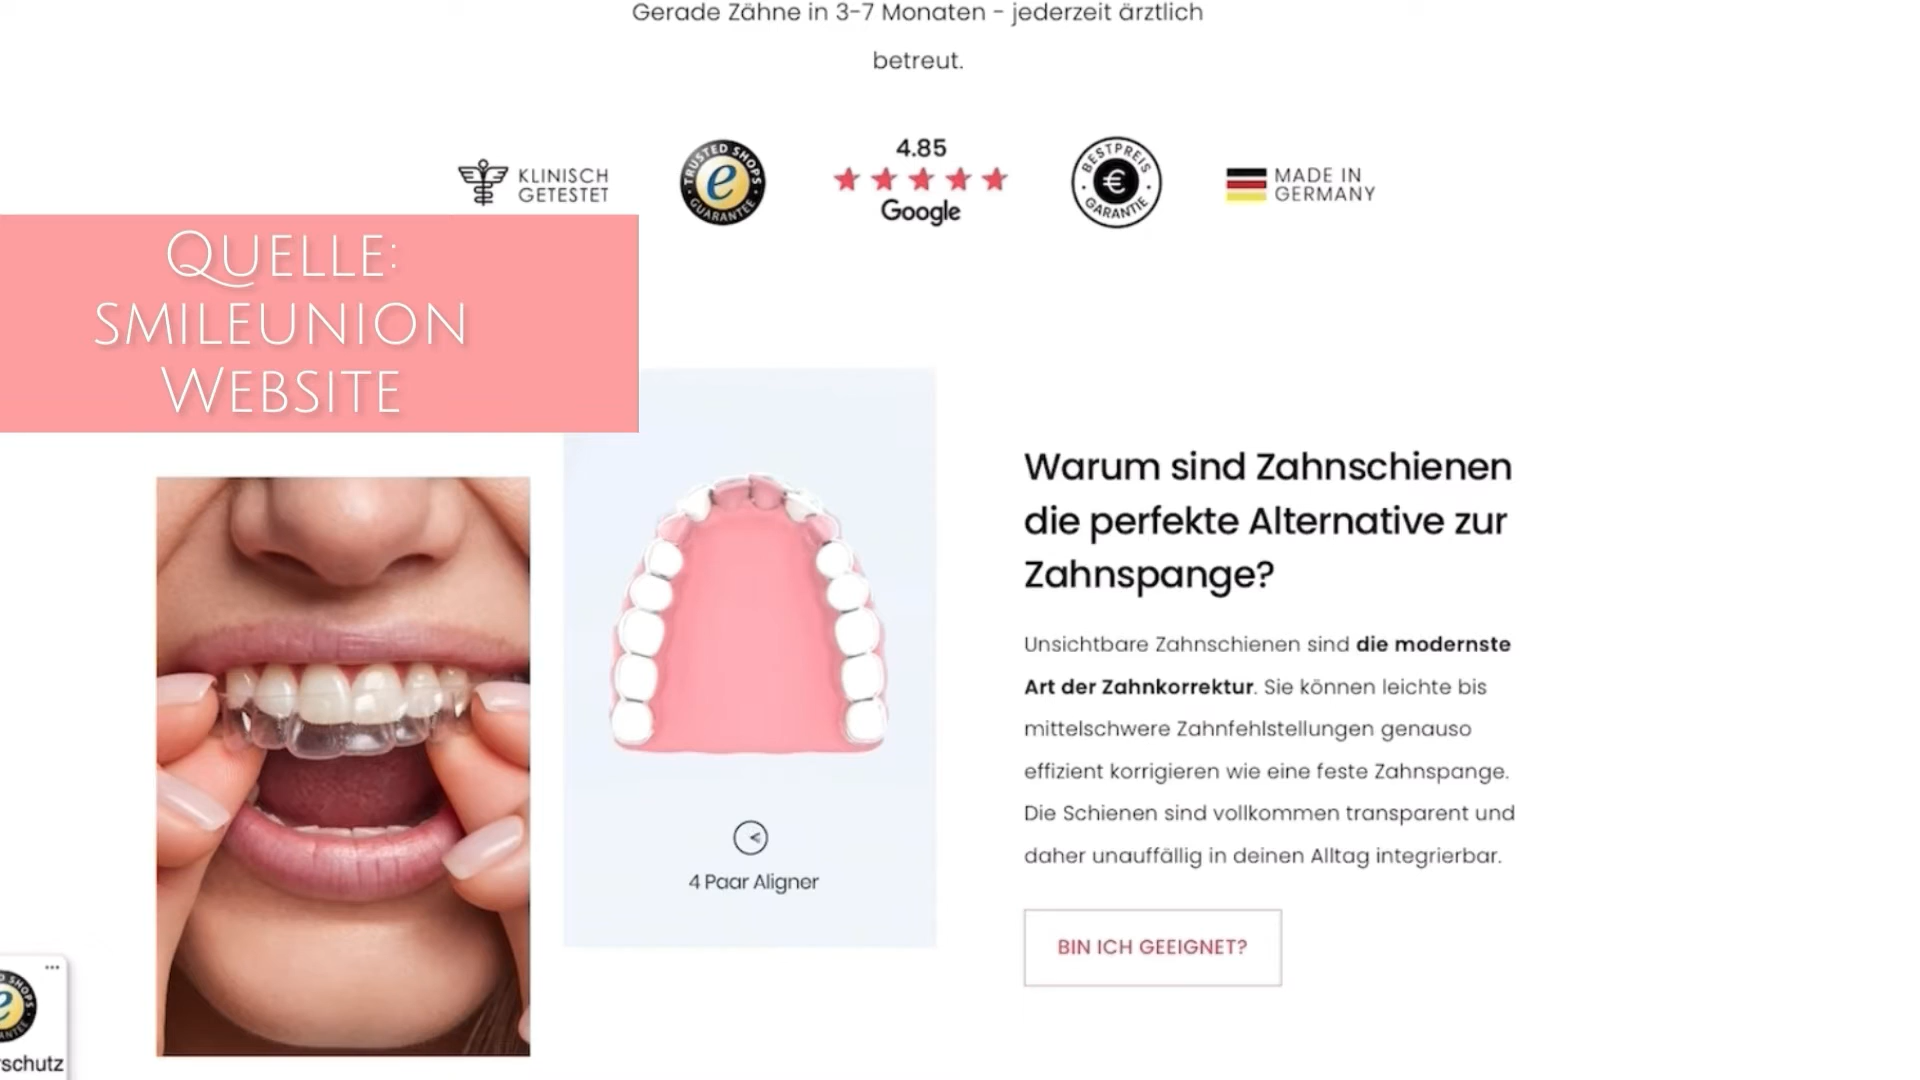 Gerade Zähne in 3-7 Monaten - jederzeit ärztlich
betreut.
KLINISCH
GETESTET
TRUSTED SHOPS
e
GUARANTEE
4.85
Google
BESTPREIS
€
GARANTIE
MADE IN
GERMANY
QUELLE:
SMILEUNION
WEBSITE
Warum sind Zahnschienen
die perfekte Alternative zur
Zahnspange?
Unsichtbare Zahnschienen sind die modernste
Art der Zahnkorrektur. Sie können leichte bis
mittelschwere Zahnfehlstellungen genauso
effizient korrigieren wie eine feste Zahnspange.
Die Schienen sind vollkommen transparent und
daher unauffällig in deinen Alltag integrierbar.
4 Paar Aligner
BIN ICH GEEIGNET?
e
rschutz